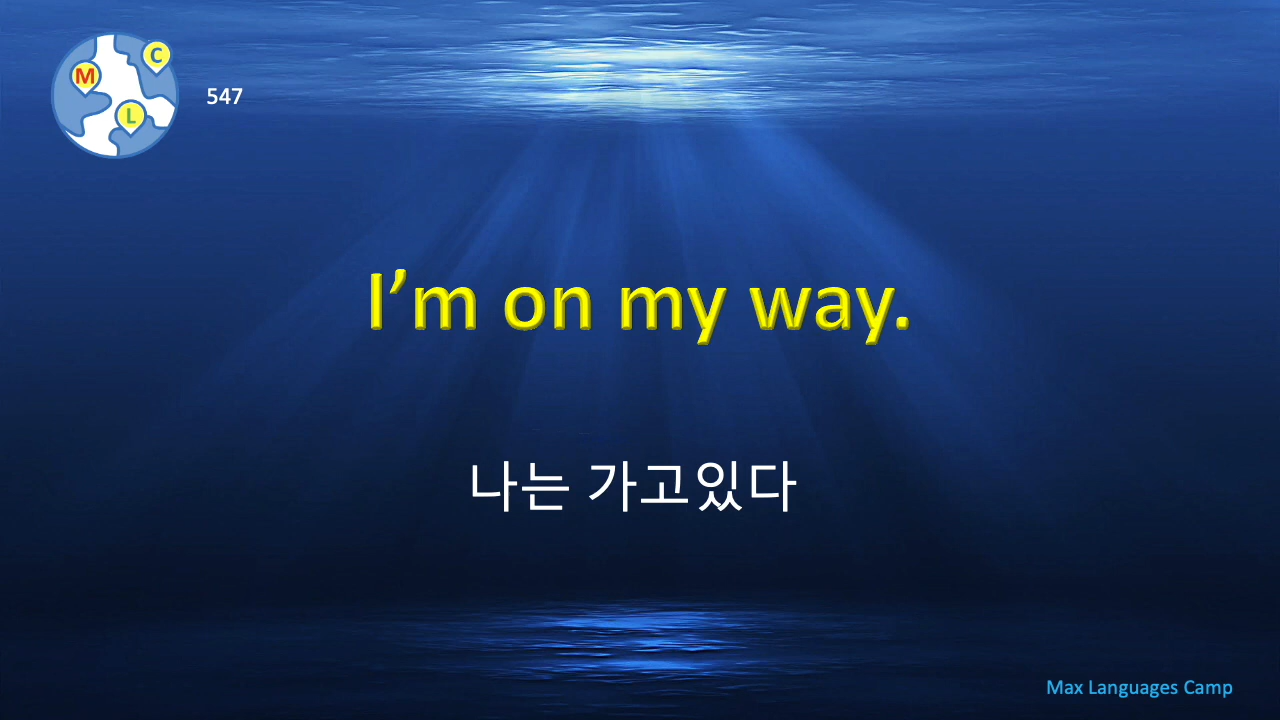 C
M
L
547
I’m on my way.
나는 가고있다
Max Languages Camp